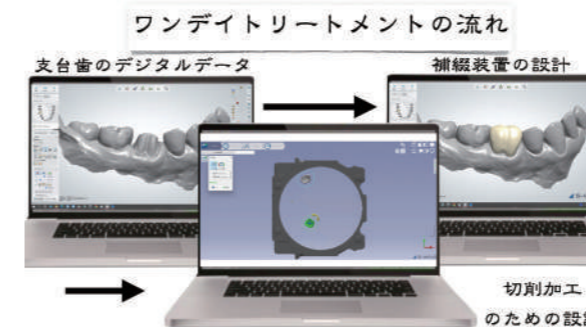 ワンデイトリートメントの流れ
支台歯のデジタルデータ
補綴装置の設計
切削加工
のための設計